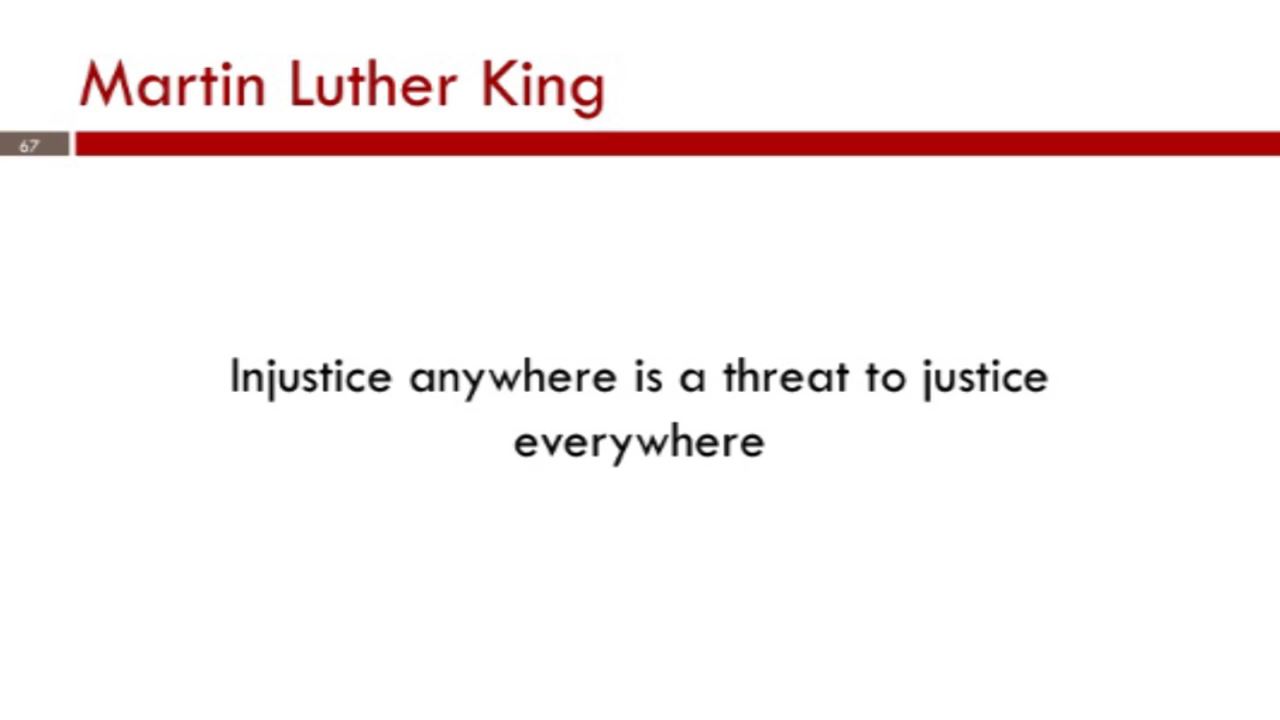 Martin Luther King
67
Injustice anywhere is a threat to justice
everywhere